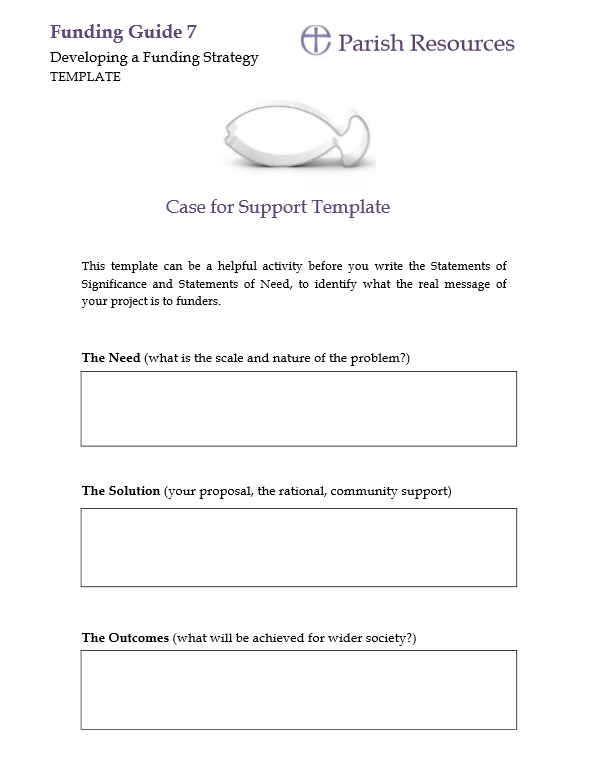 Funding Guide 7
Parish Resources
Developing a Funding Strategy
TEMPLATE
Case for Support Template
This template can be a helpful activity before you write the Statements of
Significance and Statements of Need, to identify what the real message of
your project is to funders.
The Need (what is the scale and nature of the problem?)
The Solution (your proposal, the rational, community support)
The Outcomes (what will be achieved for wider society?)